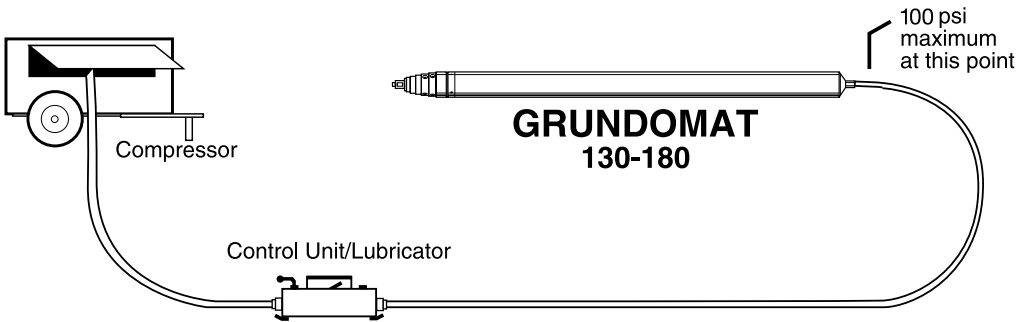 100 psi
maximum
at this point
GRUNDOMAT
130-180
Compressor
Control Unit/Lubricator